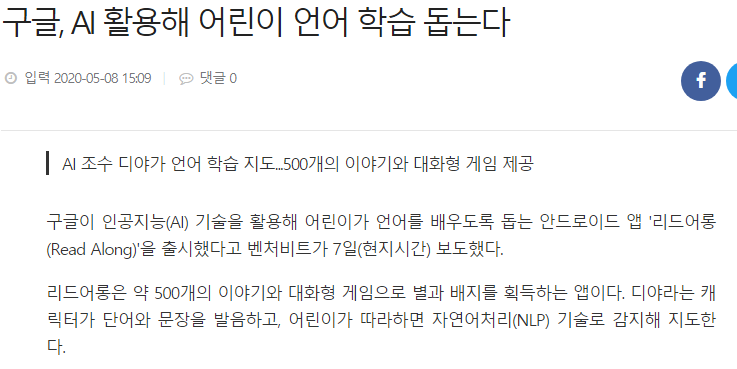 구글, AI 활용해 어린이 언어 학습 돕는다
입력 2020-05-08 15:09 댓글 0
f
AI 조수 디야가 언어 학습 지도...500개의 이야기와 대화형 게임 제공
구글이 인공지능(AI) 기술을 활용해 어린이가 언어를 배우도록 돕는 안드로이드 앱 '리드어롱
(Read Along)'을 출시했다고 벤처비트가 7일(현지시간) 보도했다.
리드어롱은 약 500개의 이야기와 대화형 게임으로 별과 배지를 획득하는 앱이다. 디야라는 캐
릭터가 단어와 문장을 발음하고, 어린이가 따라하면 자연어처리(NLP) 기술로 감지해 지도한
다.